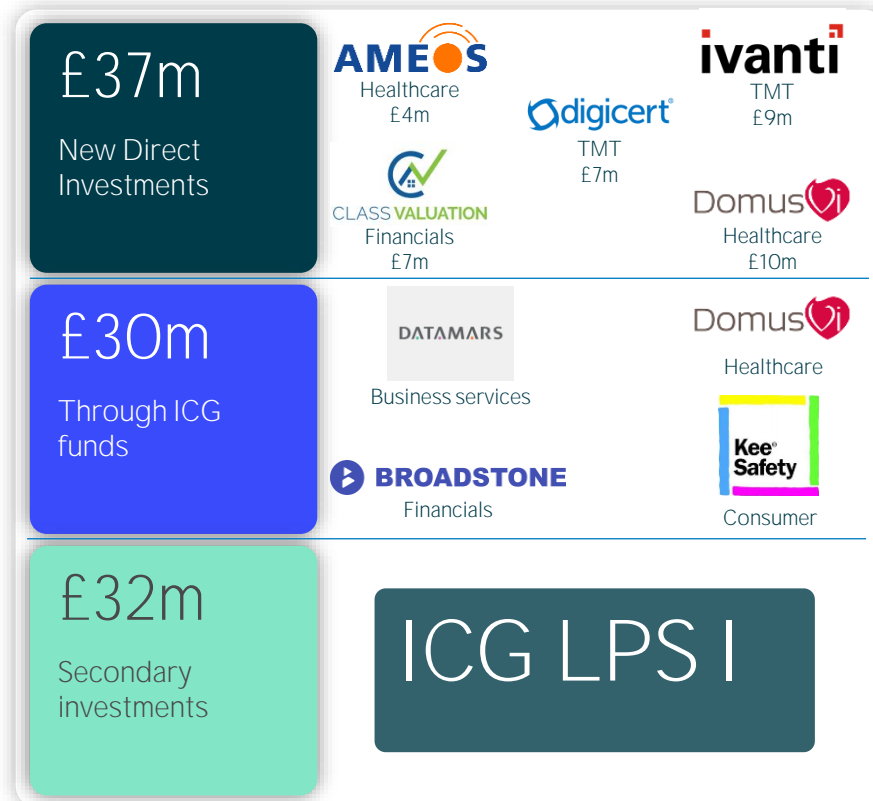 £37m
New Direct
Investments
AMEOS
Healthcare
£4m
digicert®
TMT
£7m
ivanti
TMT
£9m
CLASS VALUATION
Financials
£7m
DomusVi
Healthcare
£10m
£30m
Through ICG
funds
DATAMARS
Business services
DomusVi
Healthcare
BROADSTONE
Financials
Kee®
Safety
Consumer
£32m
Secondary
investments
ICG LPS I